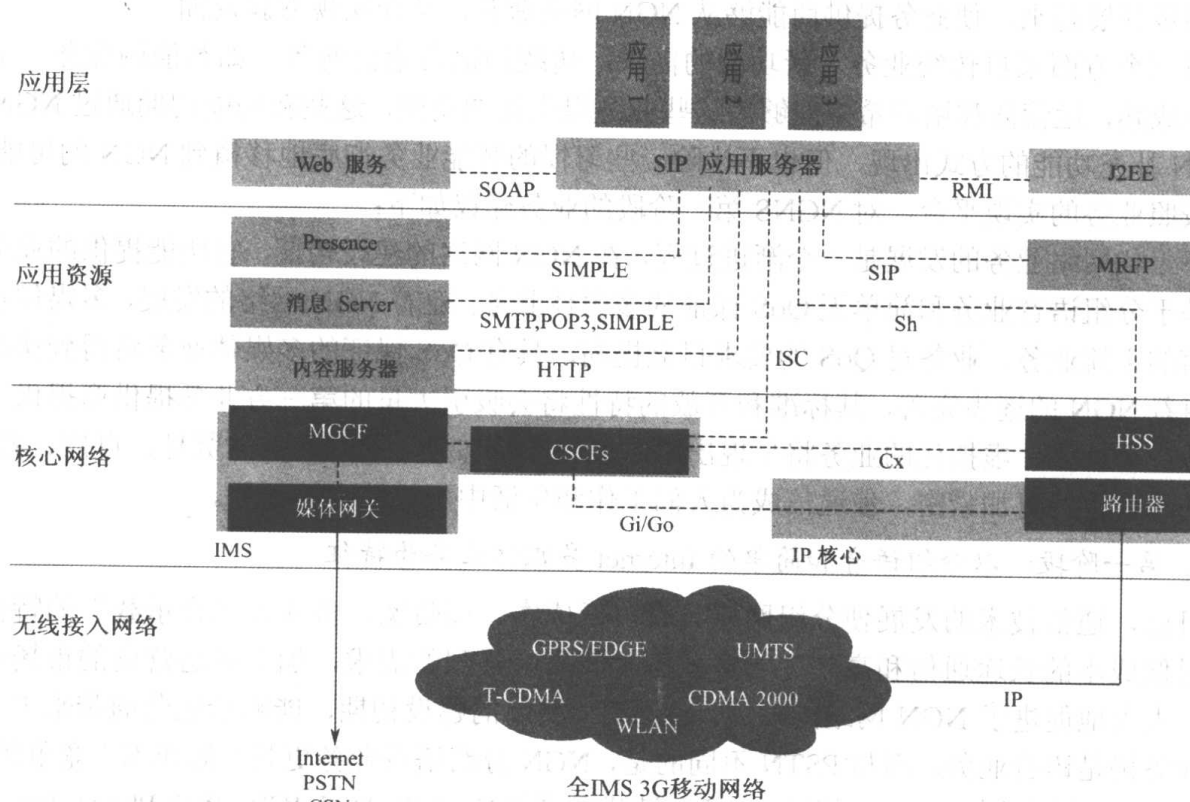 应用层
应用 1
应用 2
应用 3
Web 服务
SOAP
SIP 应用服务器
RMI
J2EE
应用资源
Presence
SIMPLE
SIP
MRFP
消息 Server
SMTP,POP3,SIMPLE
Sh
内容服务器
HTTP
ISC
核心网络
MGCF
CSCFs
Cx
HSS
媒体网关
Gi/Go
路由器
IMS
IP 核心
无线接入网络
GPRS/EDGE
UMTS
T-CDMA
CDMA 2000
WLAN
IP
Internet
PSTN
全IMS 3G移动网络